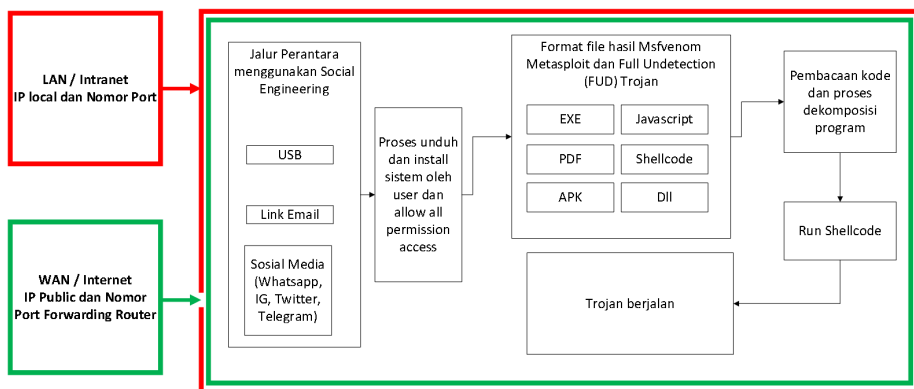 LAN / Intranet
IP local dan Nomor Port
WAN / Internet
IP Public dan Nomor
Port Forwarding Router
Jalur Perantara
menggunakan Social
Engineering
USB
Link Email
Sosial Media
(Whatsapp,
IG, Twitter,
Telegram)
Proses unduh
dan install
sistem oleh
user dan
allow all
permission
access
Format file hasil Msfvenom
Metasploit dan Full Undetection
(FUD) Trojan
EXE
Javascript
PDF
Shellcode
APK
Dll
Pembacaan kode
dan proses
dekomposisi
program
Run Shellcode
Trojan berjalan